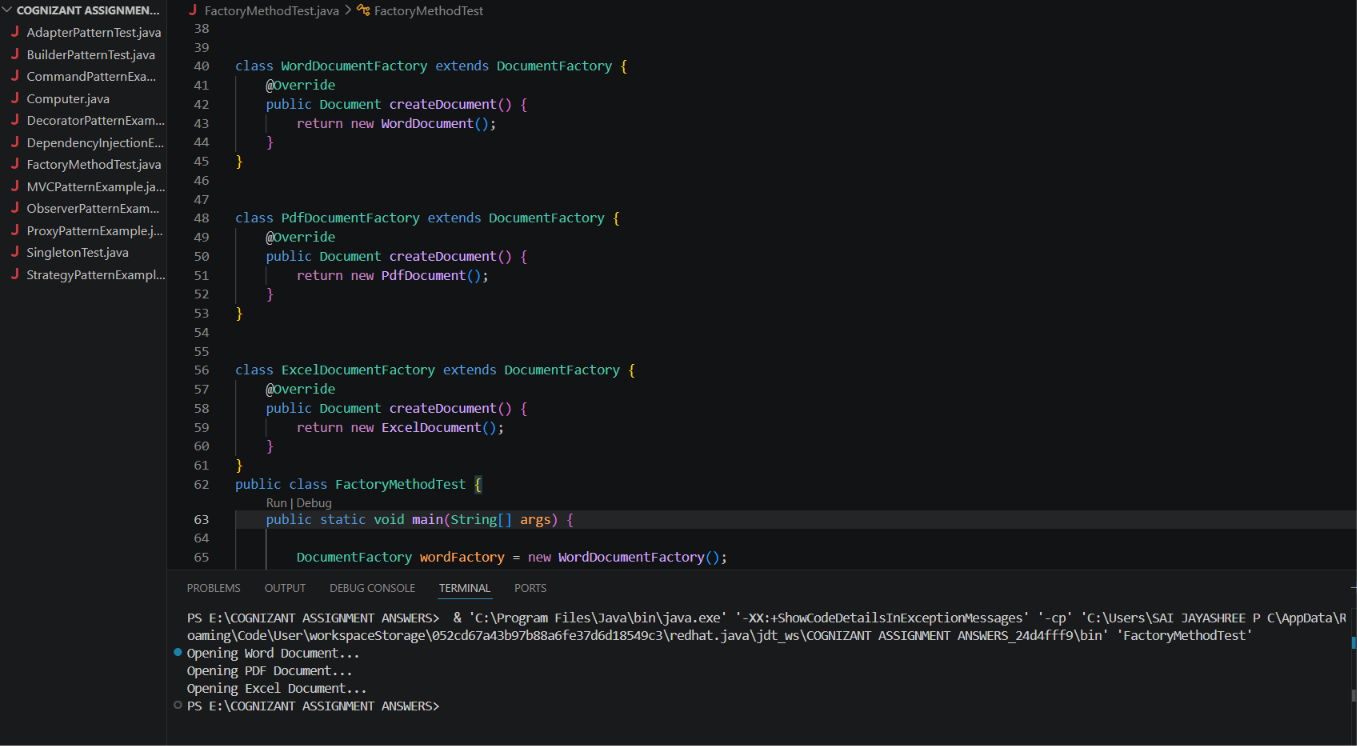 COGNIZANT ASSIGNMEN...
AdapterPatternTest.java
BuilderPatternTest.java
CommandPatternExa...
Computer.java
DecoratorPatternExam...
DependencyInjectionE...
FactoryMethodTest.java
MVCPatternExample.ja...
ObserverPatternExam...
ProxyPatternExample.j...
SingletonTest.java
StrategyPatternExampl...
FactoryMethodTest.java > FactoryMethodTest
38
39
40 class WordDocumentFactory extends DocumentFactory {
41 @Override
42 public Document createDocument() {
43 return new WordDocument();
44 }
45 }
46
47
48 class PdfDocumentFactory extends DocumentFactory {
49 @Override
50 public Document createDocument() {
51 return new PdfDocument();
52 }
53 }
54
55
56 class ExcelDocumentFactory extends DocumentFactory {
57 @Override
58 public Document createDocument() {
59 return new ExcelDocument();
60 }
61 }
62 public class FactoryMethodTest {
Run | Debug
63 public static void main(String[] args) {
64
65 DocumentFactory wordFactory = new WordDocumentFactory();
PROBLEMS OUTPUT DEBUG CONSOLE TERMINAL PORTS
PS E:\COGNIZANT ASSIGNMENT ANSWERS>  & 'C:\Program Files\Java\bin\java.exe' '-XX:+ShowCodeDetailsInExceptionMessages' '-cp' 'C:\Users\SAI JAYASHREE P C\AppData\R
oaming\Code\User\workspaceStorage\052cd67a43b97b88a6fe37d6d18549c3\redhat.java\jdt_ws\COGNIZANT ASSIGNMENT ANSWERS_24d4fff9\bin' 'FactoryMethodTest'
Opening Word Document...
Opening PDF Document...
Opening Excel Document...
PS E:\COGNIZANT ASSIGNMENT ANSWERS>